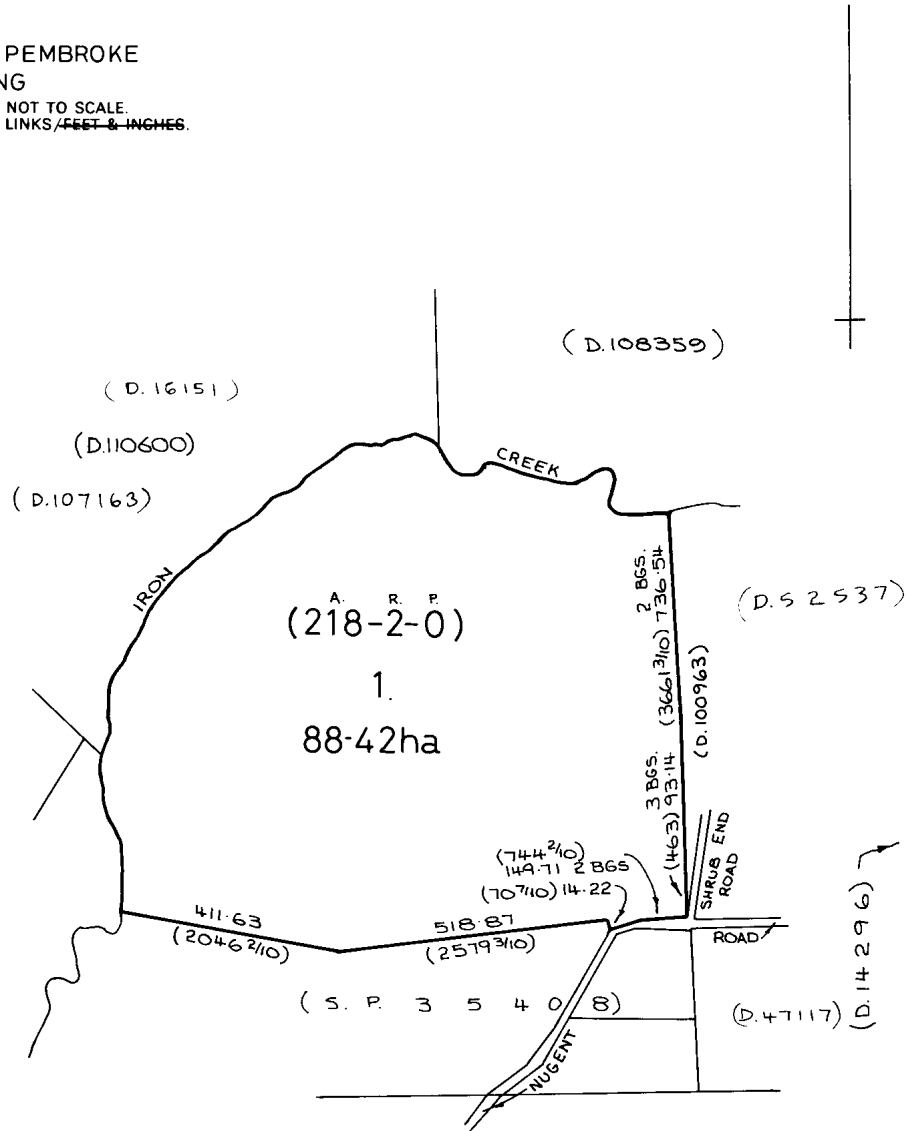 PEMBROKE
NG
NOT TO SCALE.
LINKS/FEET & INCHES.
(D.108359)
(D.16151)
(D.110600)
(D.107163)
CREEK
IRON
A. R. P.
(218-2-0)
1.
88·42ha
2 BGS.
(3661 3/10) 736·54
(D.52537)
(D.100963)
3 BGS.
(463) 93·14
SHRUB END
ROAD
(744 2/10)
149·71 2 BGS
(70 7/10) 14·22
411·63
(2046 2/10)
518·87
(2579 3/10)
ROAD
(S.P. 35408)
(D.47117)
(D.14296)
NUGENT